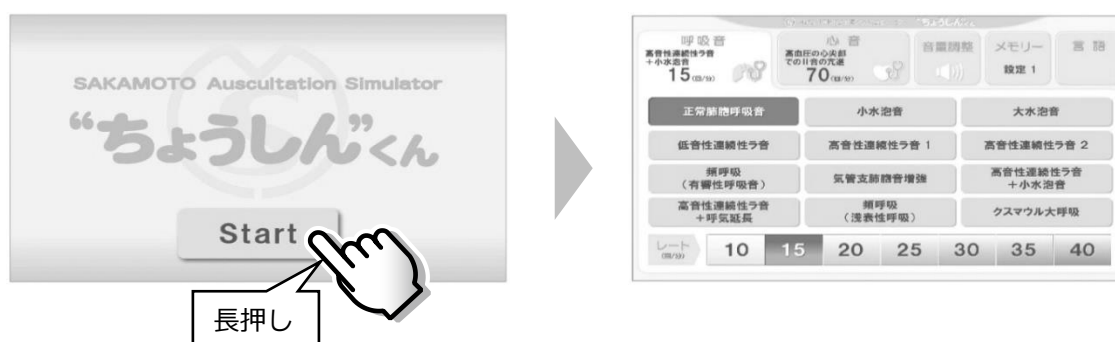 SAKAMOTO Auscultation Simulator
“ちょうしん”くん
Start
長押し
呼吸音
高音性連続性ラ音
+小水泡音
15(回/分)
心音
高血圧の心尖部
でのII音の亢進
70(回/分)
音量調整
メモリー
設定 1
言語
正常肺胞呼吸音
小水泡音
大水泡音
低音性連続性ラ音
高音性連続性ラ音 1
高音性連続性ラ音 2
頻呼吸
(有響性呼吸音)
気管支肺胞音増強
高音性連続性ラ音
+小水泡音
高音性連続性ラ音
+呼気延長
頻呼吸
(浅表性呼吸)
クスマウル大呼吸
レート
(回/分)
10 15 20 25 30 35 40